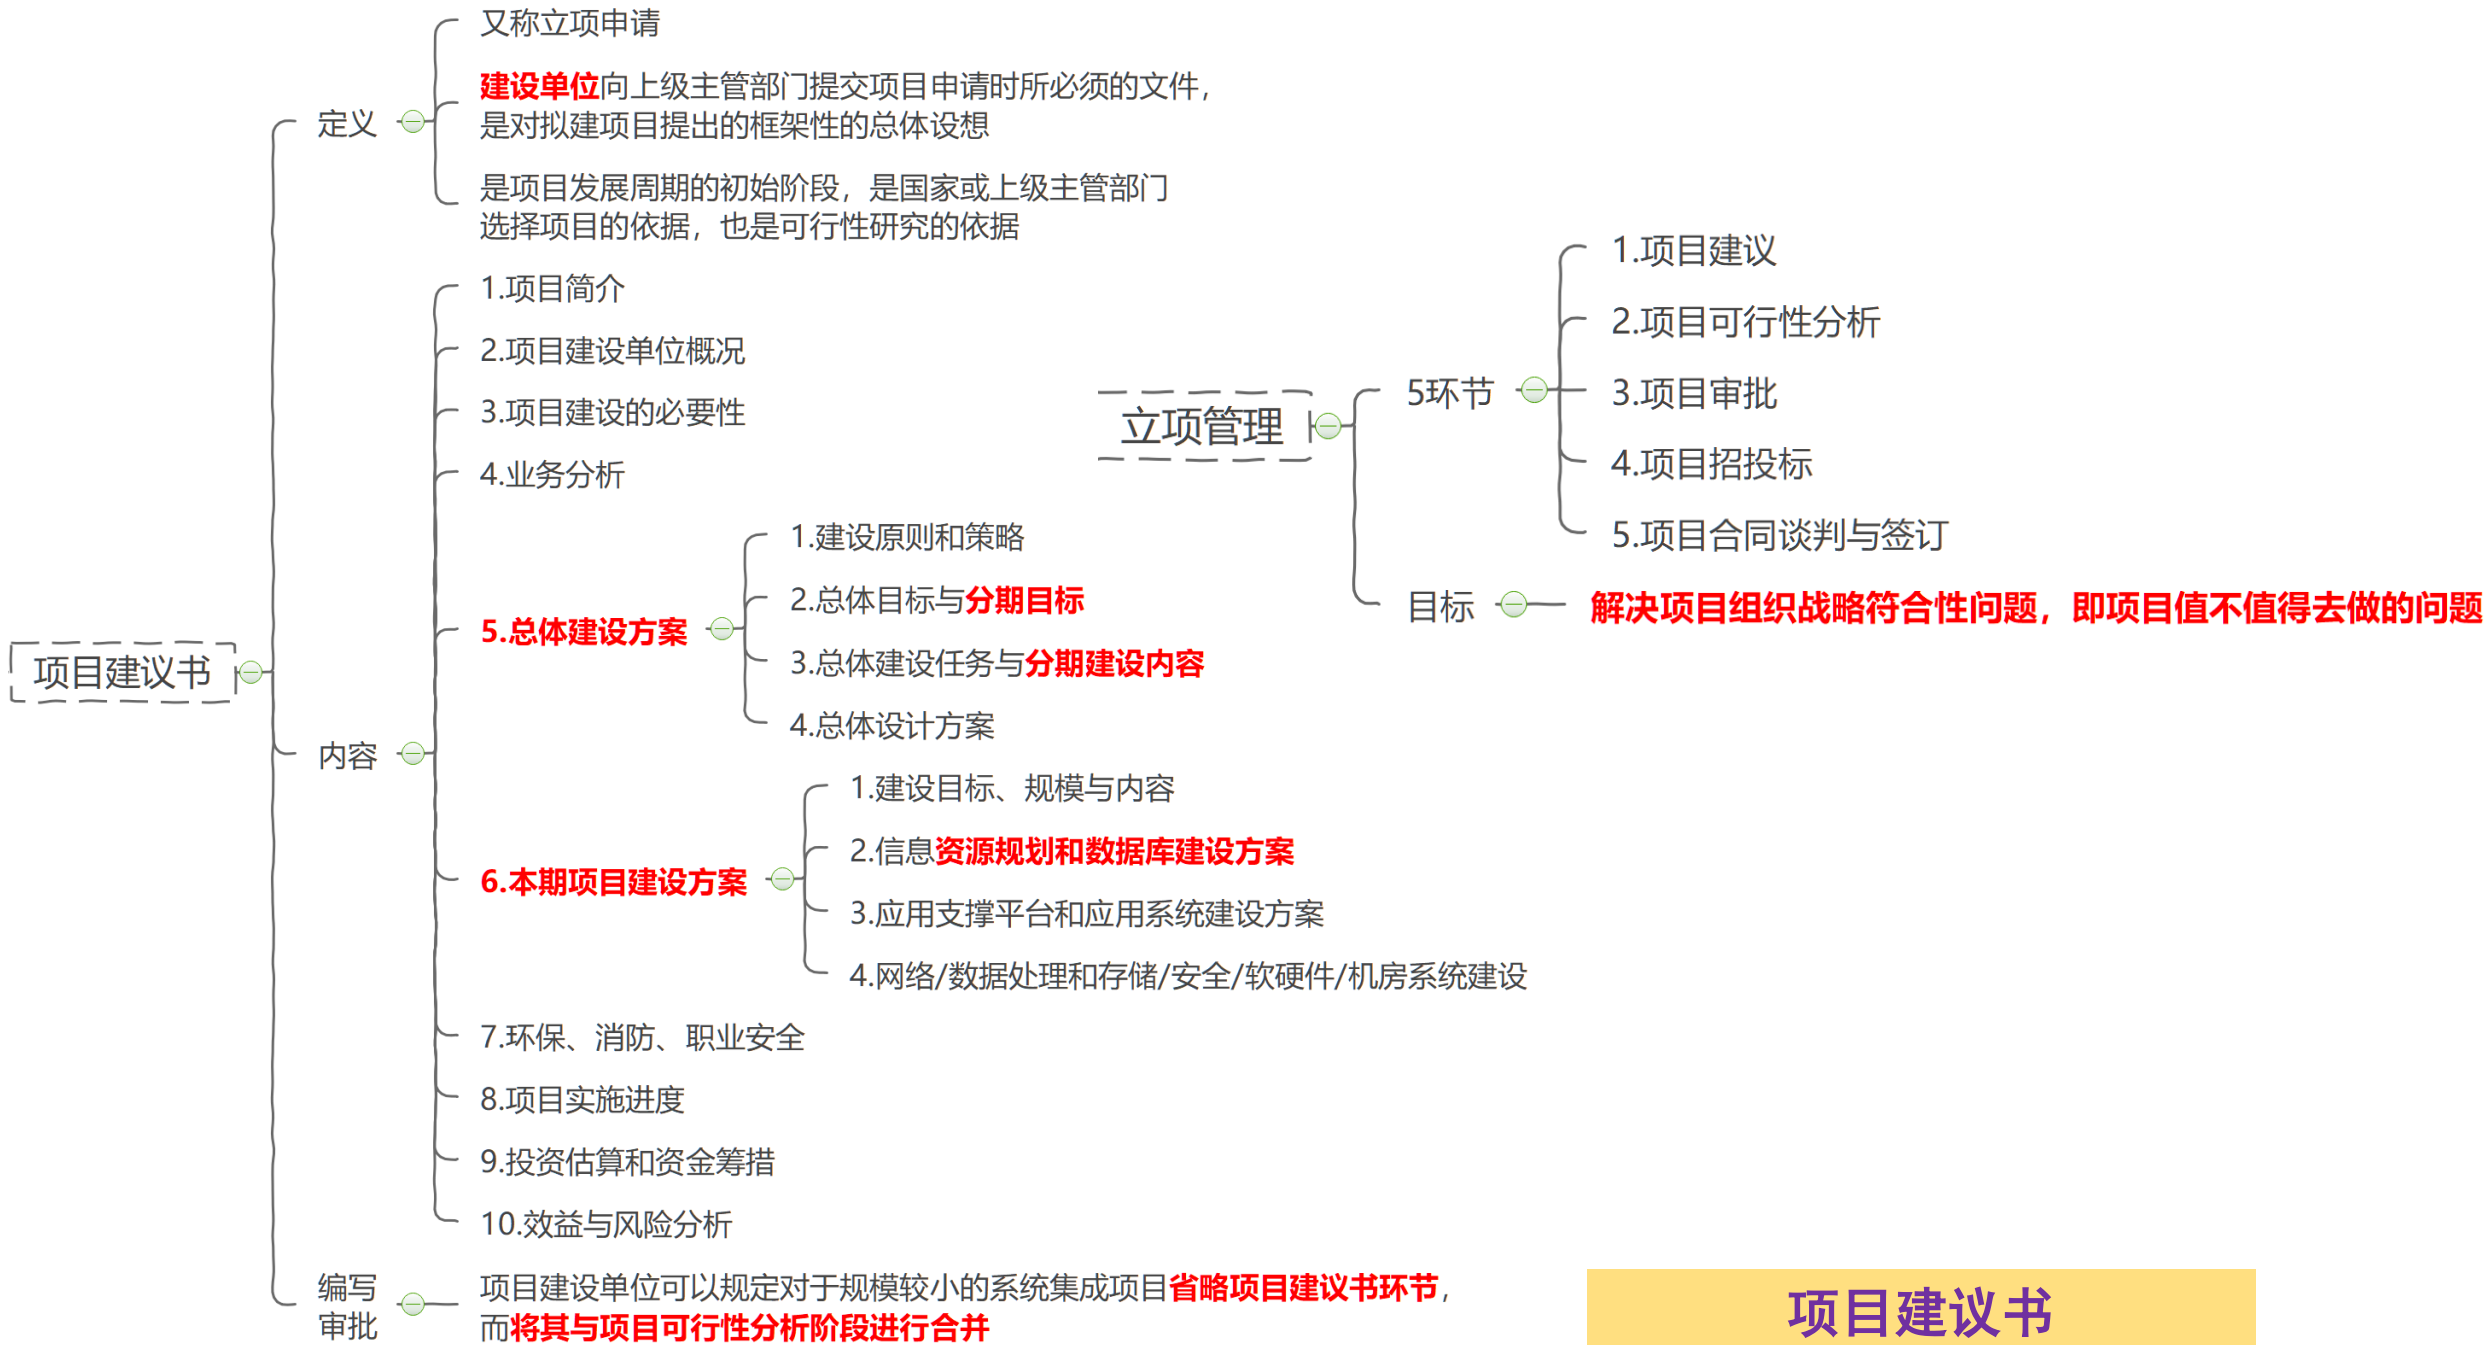 项目建议书
定义
又称立项申请
建设单位向上级主管部门提交项目申请时所必须的文件，
是对拟建项目提出的框架性的总体设想
是项目发展周期的初始阶段，是国家或上级主管部门
选择项目的依据，也是可行性研究的依据
内容
1.项目简介
2.项目建设单位概况
3.项目建设的必要性
4.业务分析
5.总体建设方案
1.建设原则和策略
2.总体目标与分期目标
3.总体建设任务与分期建设内容
4.总体设计方案
6.本期项目建设方案
1.建设目标、规模与内容
2.信息资源规划和数据库建设方案
3.应用支撑平台和应用系统建设方案
4.网络/数据处理和存储/安全/软硬件/机房系统建设
7.环保、消防、职业安全
8.项目实施进度
9.投资估算和资金筹措
10.效益与风险分析
编写
审批
项目建设单位可以规定对于规模较小的系统集成项目省略项目建议书环节，
而将其与项目可行性分析阶段进行合并
立项管理
5环节
1.项目建议
2.项目可行性分析
3.项目审批
4.项目招投标
5.项目合同谈判与签订
目标
解决项目组织战略符合性问题，即项目值不值得去做的问题
项目建议书